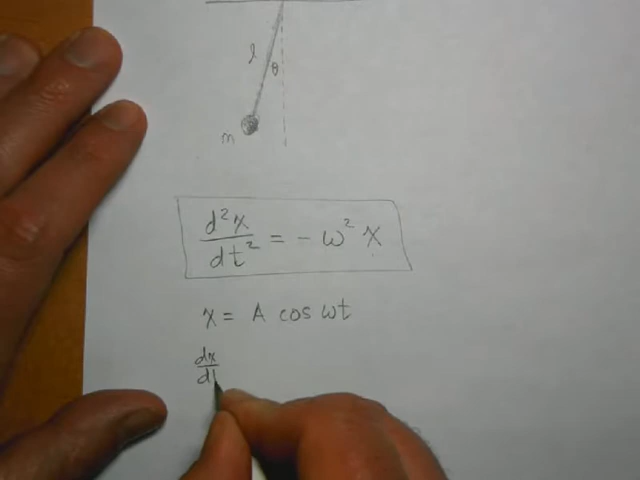 l
θ
m
d²x/dt² = - ω² x
x = A cos ωt
dx/dt